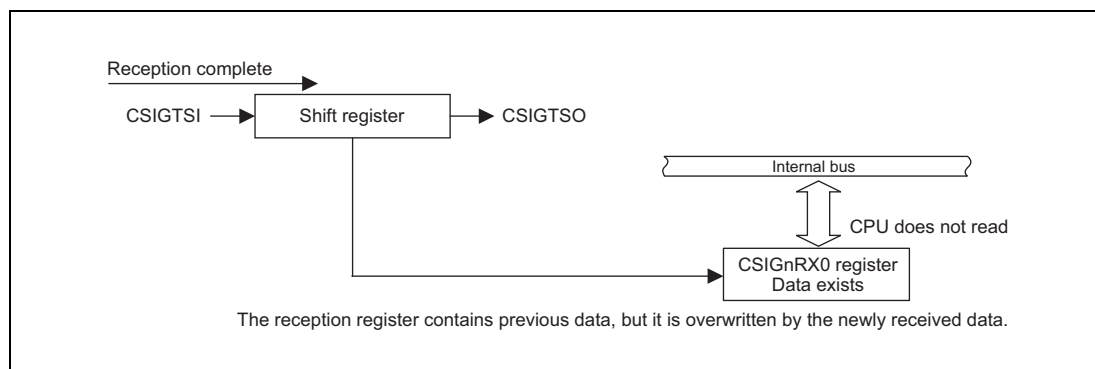 Reception complete
CSIGTSI
Shift register
CSIGTSO
Internal bus
CPU does not read
CSIGnRX0 register
Data exists
The reception register contains previous data, but it is overwritten by the newly received data.